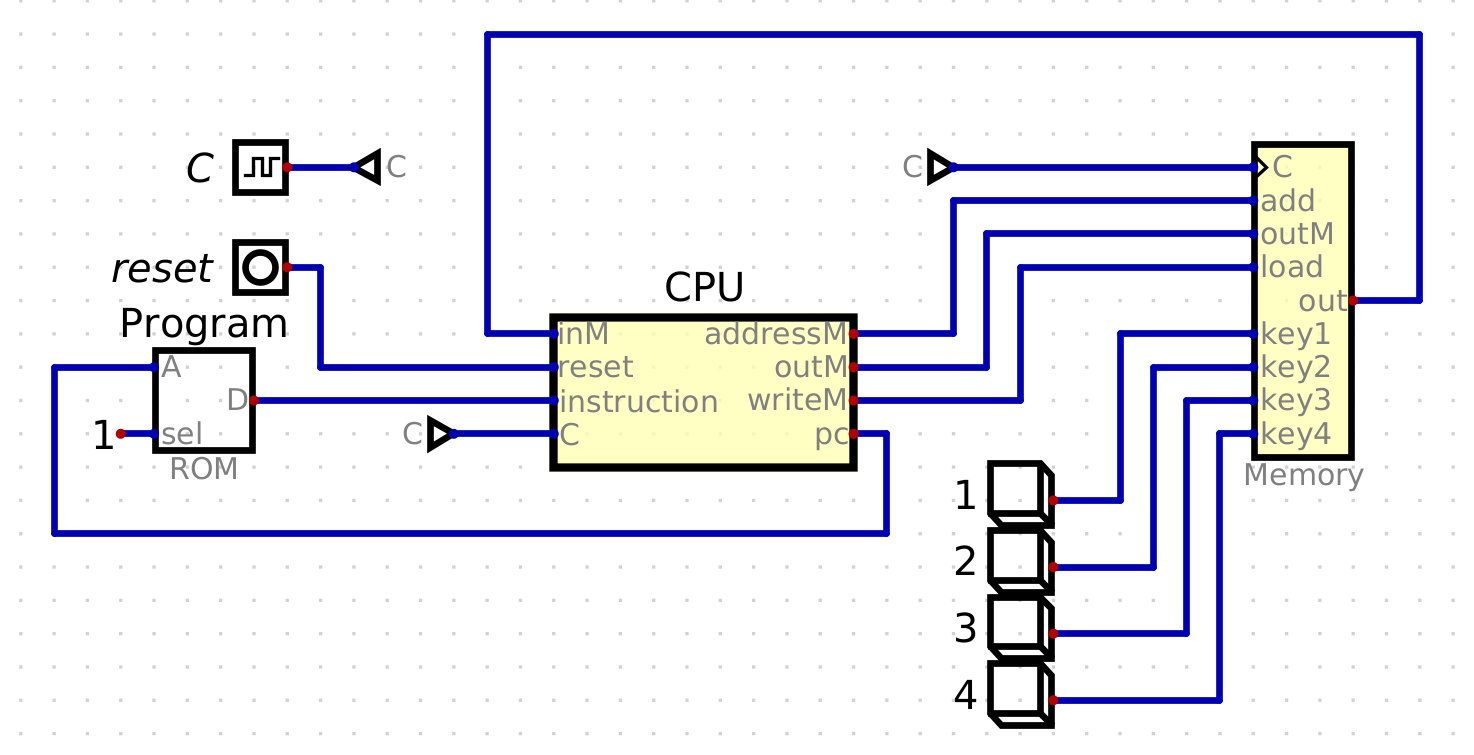 C
C
reset
Program
A
D
1
sel
ROM
C
CPU
inM
addressM
reset
outM
instruction
writeM
C
pc
C
C
add
outM
load
out
key1
key2
key3
key4
Memory
1
2
3
4